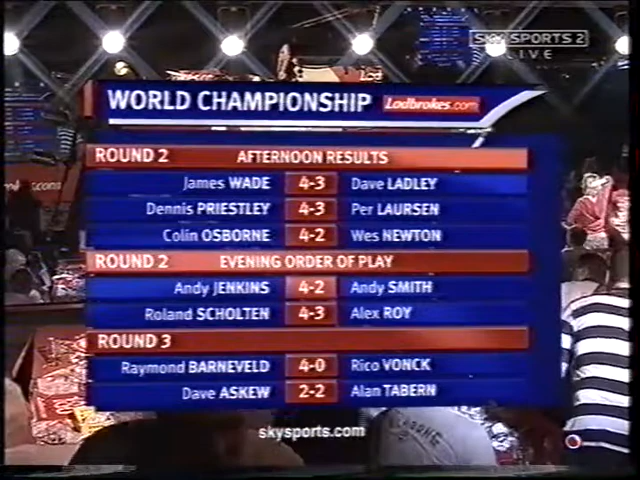 SKY SPORTS 2
LIVE
WORLD CHAMPIONSHIP Ladbrokes.com
ROUND 2 AFTERNOON RESULTS
James WADE 4-3 Dave LADLEY
Dennis PRIESTLEY 4-3 Per LAURSEN
Colin OSBORNE 4-2 Wes NEWTON
ROUND 2 EVENING ORDER OF PLAY
Andy JENKINS 4-2 Andy SMITH
Roland SCHOLTEN 4-3 Alex ROY
ROUND 3
Raymond BARNEVELD 4-0 Rico VONCK
Dave ASKEW 2-2 Alan TABERN
skysports.com